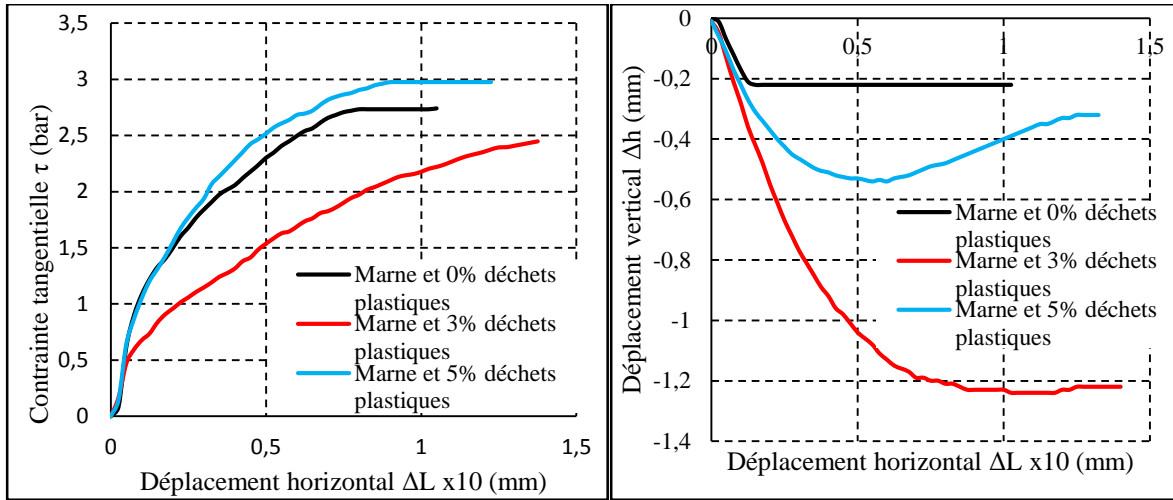 3,5
3
2,5
2
1,5
1
0,5
0
0
0,5
1
1,5
Contrainte tangentielle τ (bar)
Déplacement horizontal ΔL x10 (mm)
Marne et 0% déchets
plastiques
Marne et 3% déchets
plastiques
Marne et 5% déchets
plastiques
0
-0,2
-0,4
-0,6
-0,8
-1
-1,2
-1,4
0
0,5
1
1,5
Déplacement vertical Δh (mm)
Déplacement horizontal ΔL x10 (mm)
Marne et 0% déchets
plastiques
Marne et 3% déchets
plastiques
Marne et 5% déchets
plastiques